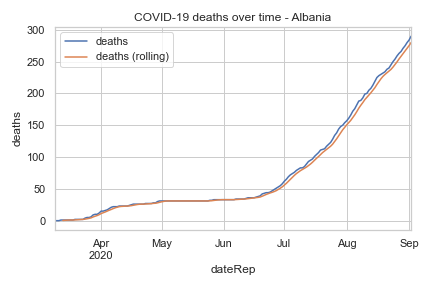 COVID-19 deaths over time - Albania
deaths
deaths (rolling)
300
250
200
150
100
50
0
deaths
Apr
2020
May
Jun
Jul
Aug
Sep
dateRep